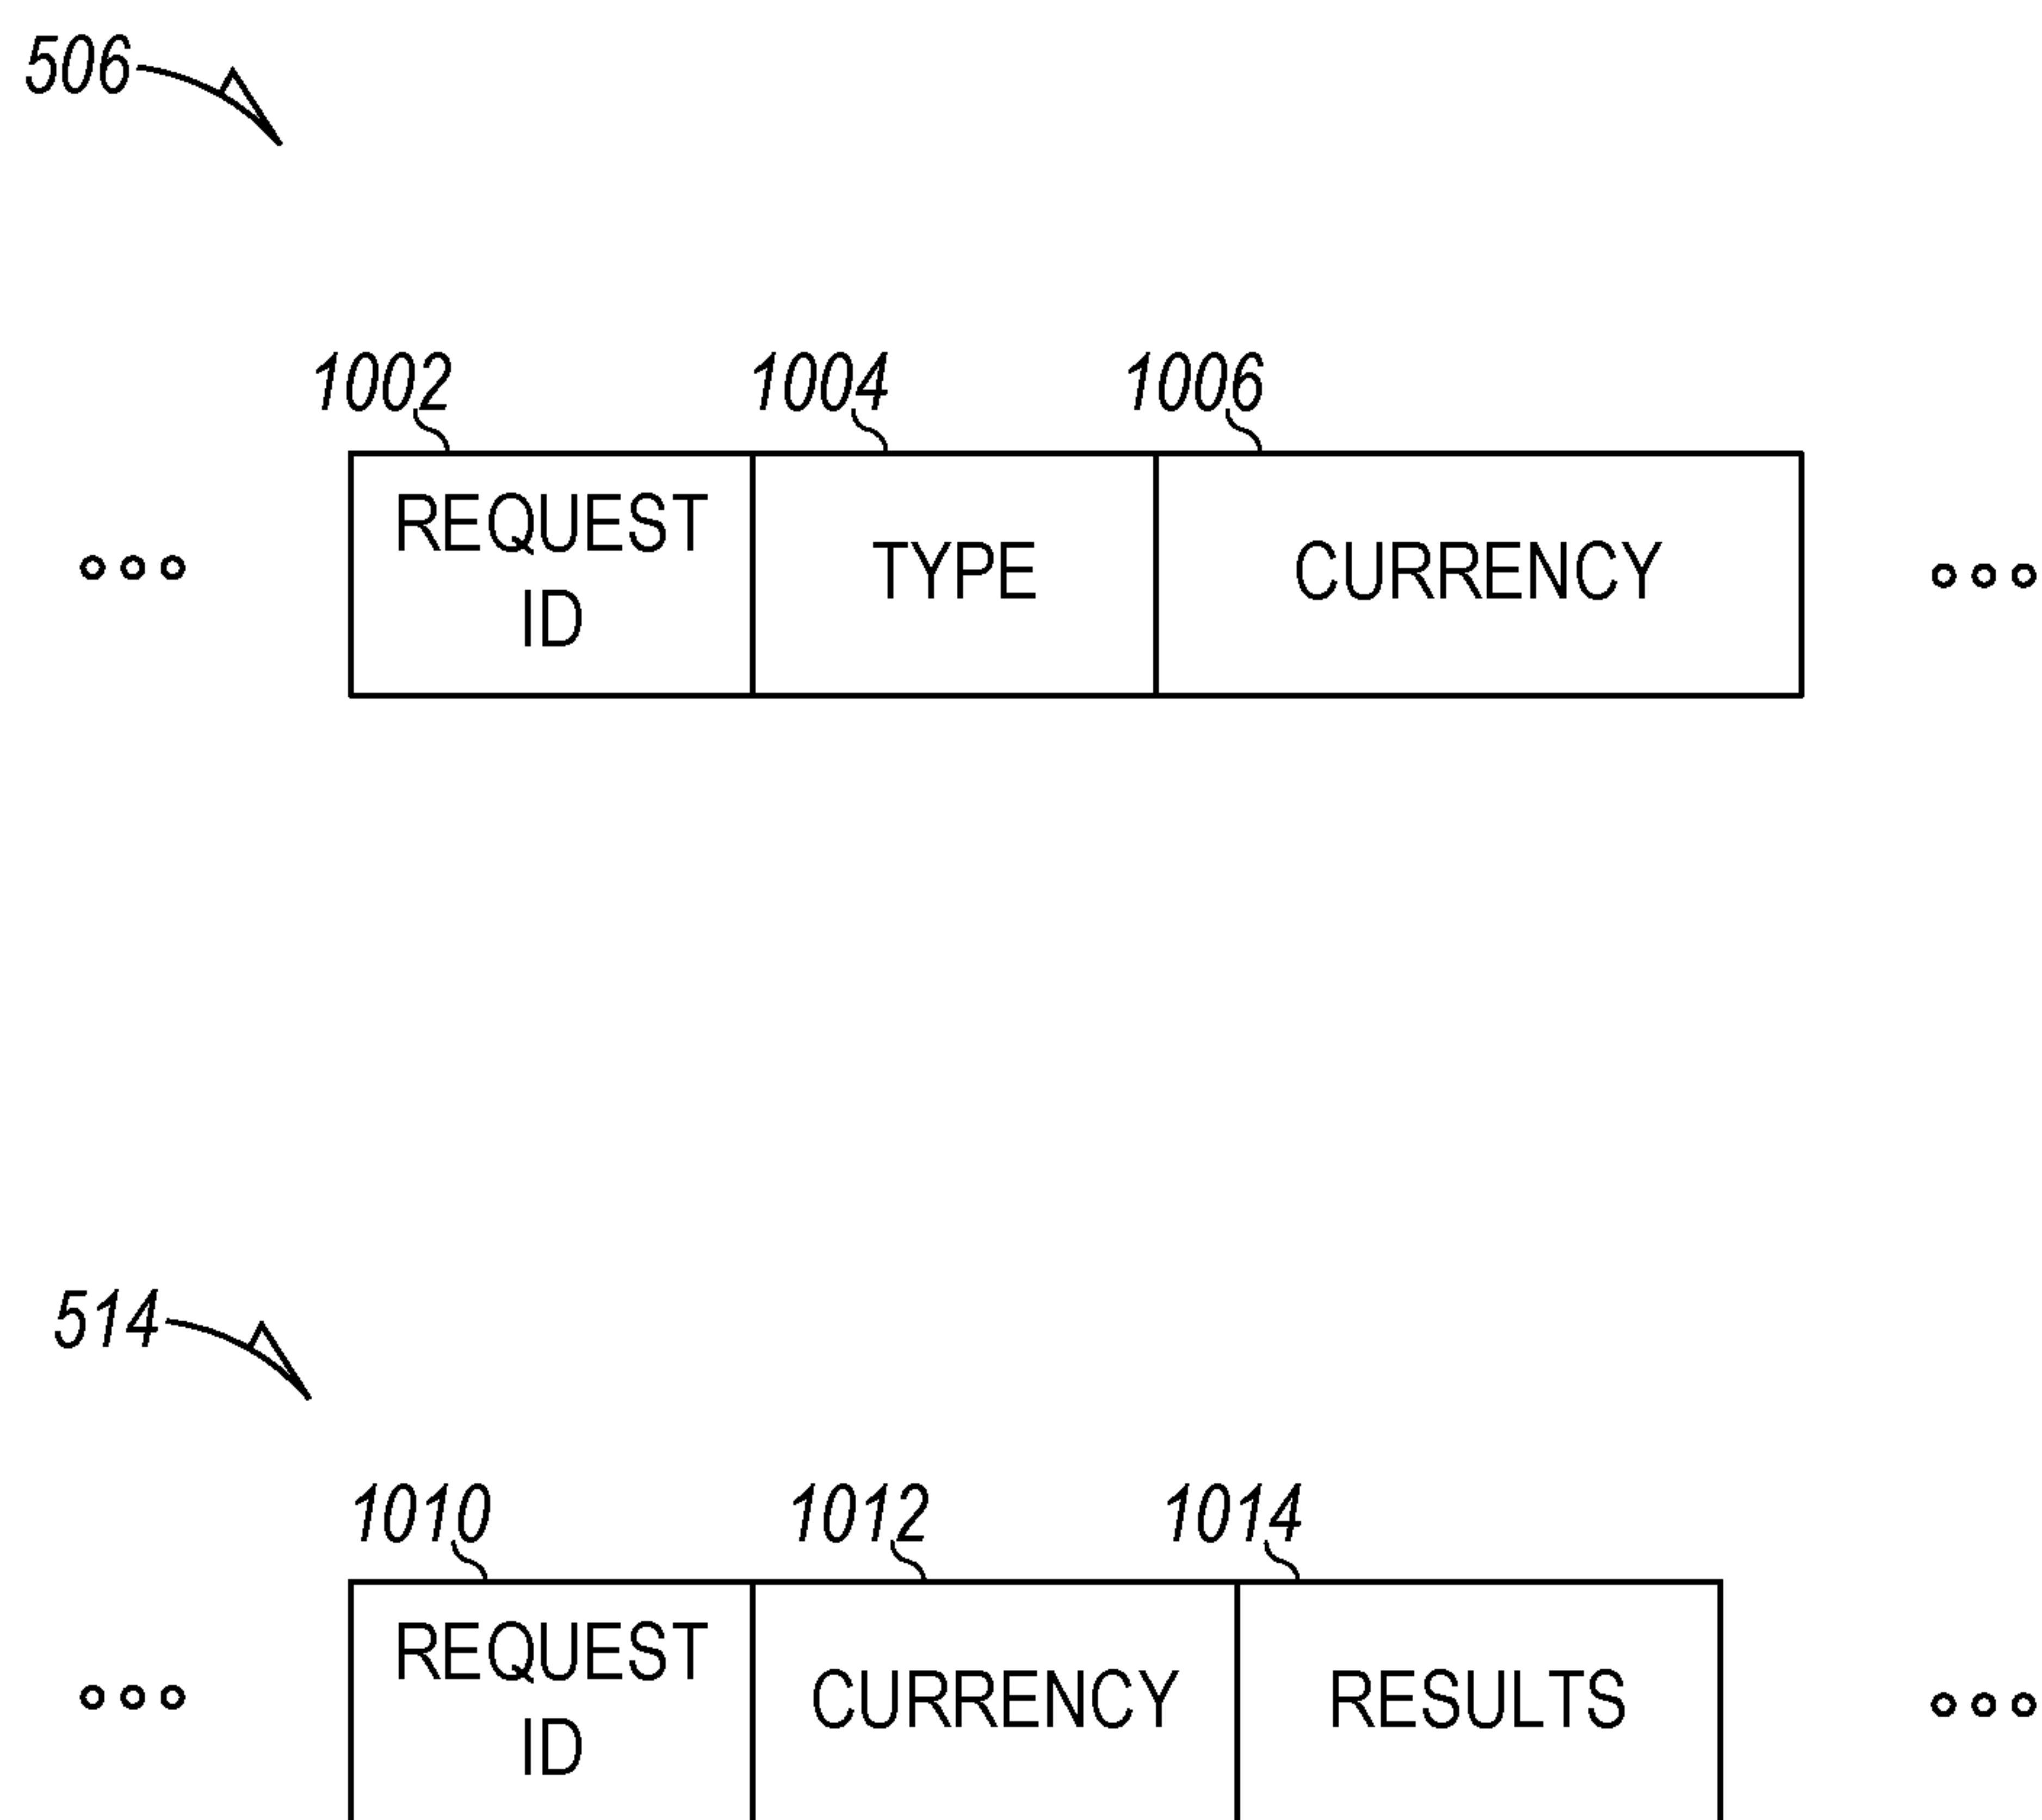 506
1002 1004 1006
REQUEST
ID
TYPE
CURRENCY
514
1010 1012 1014
REQUEST
ID
CURRENCY
RESULTS